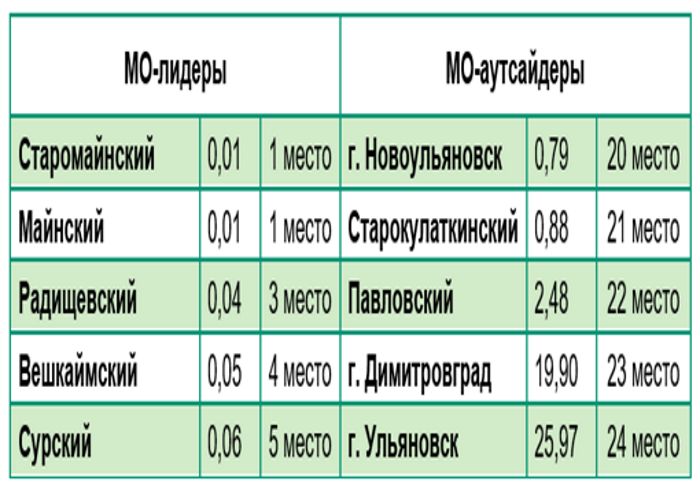 МО-лидеры МО-аутсайдеры
Старомайнский 0,01 1 место г. Новоульяновск 0,79 20 место
Майнский 0,01 1 место Старокулаткинский 0,88 21 место
Радищевский 0,04 3 место Павловский 2,48 22 место
Вешкаймский 0,05 4 место г. Димитровград 19,90 23 место
Сурский 0,06 5 место г. Ульяновск 25,97 24 место